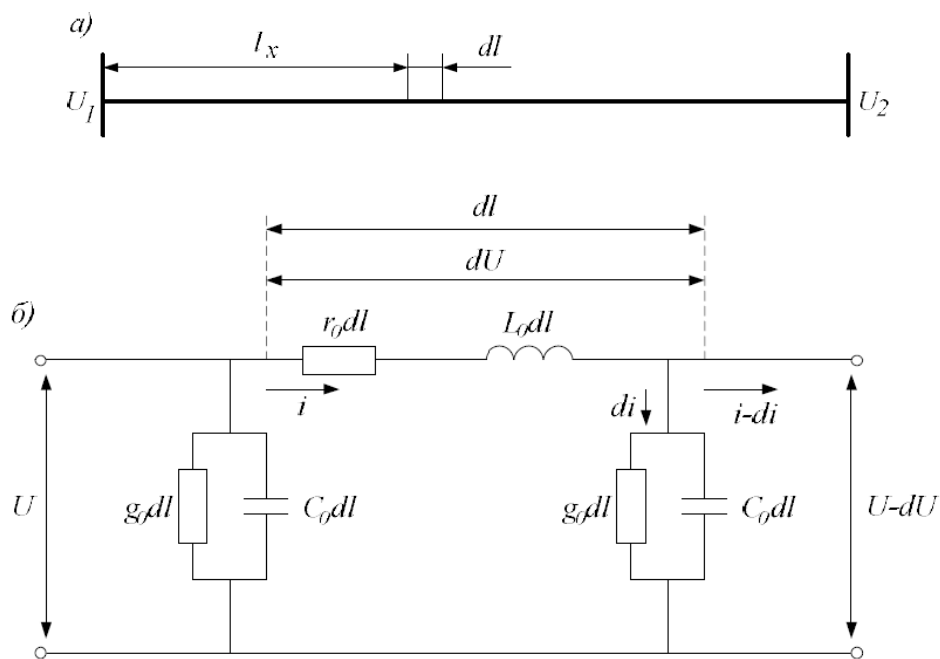 а)
l_x
dl
U_1
U_2
dl
dU
б)
r_0dl
L_0dl
i
di
i-di
U
g_0dl
C_0dl
g_0dl
C_0dl
U-dU